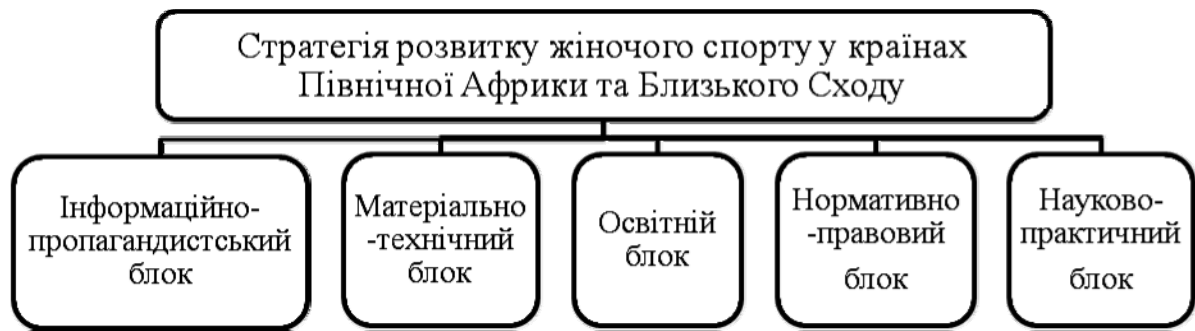 Стратегія розвитку жіночого спорту у країнах
Північної Африки та Близького Сходу
Інформаційно-
пропагандистський
блок
Матеріально
-технічний
блок
Освітній
блок
Нормативно
-правовий
блок
Науково-
практичний
блок